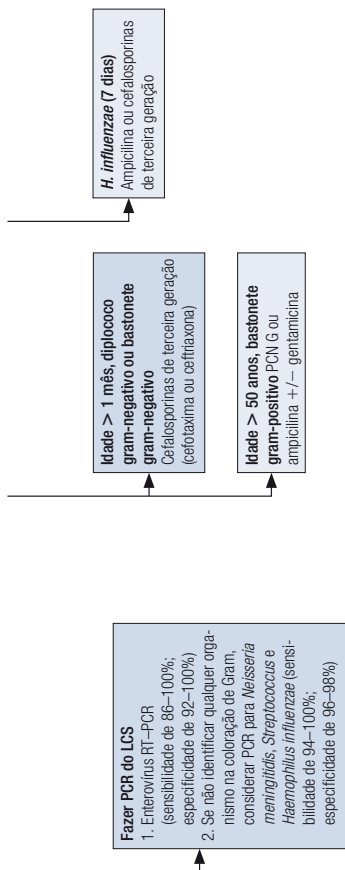 Fazer PCR do LCS
1. Enterovírus RT–PCR
(sensibilidade de 86–100%;
especificidade de 92–100%)
2. Se não identificar qualquer orga-
nismo na coloração de Gram,
considerar PCR para Neisseria
meningitidis, Streptococcus e
Haemophilus influenzae (sensi-
bilidade de 94–100%;
especificidade de 96–98%)
Idade > 1 mês, diplococo
gram-negativo ou bastonete
gram-negativo
Cefalosporinas de terceira geração
(cefotaxima ou ceftriaxona)
Idade > 50 anos, bastonete
gram-positivo PCN G ou
ampicilina +/− gentamicina
H. influenzae (7 dias)
Ampicilina ou cefalosporinas
de terceira geração